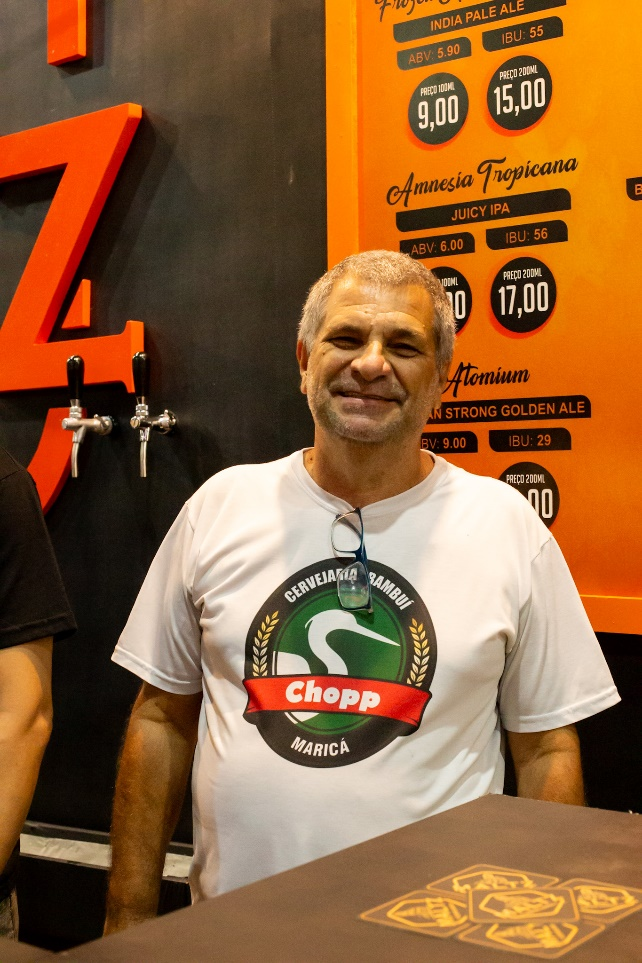 INDIA PALE ALE
ABV: 5.90
IBU: 55
PREÇO 100ML
9,00
PREÇO 200ML
15,00
Amnesia Tropicana
JUICY IPA
ABV: 6.00
IBU: 56
PREÇO 200ML
17,00
Atomium
STRONG GOLDEN ALE
9.00
IBU: 29
PREÇO 200ML
CERVEJARIA
Chopp
MARICÁ